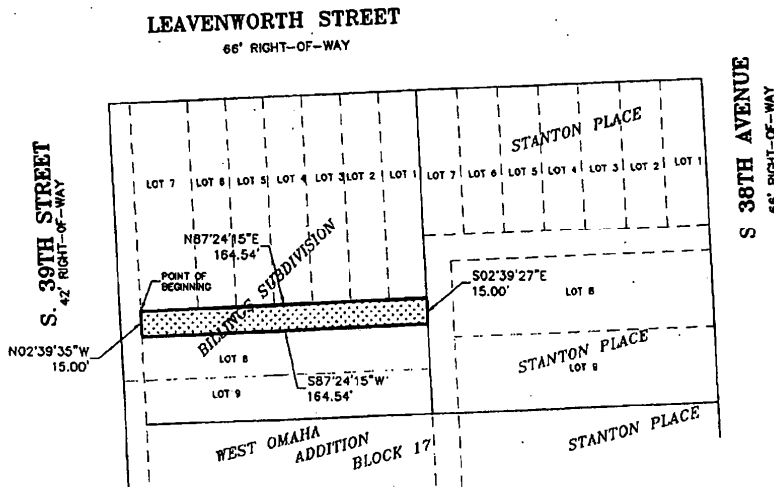 LEAVENWORTH STREET
66' RIGHT-OF-WAY
S. 39TH STREET
42' RIGHT-OF-WAY
S 38TH AVENUE
66' RIGHT-OF-WAY
STANTON PLACE
LOT 7 LOT 6 LOT 5 LOT 4 LOT 3 LOT 2 LOT 1 LOT 7 LOT 6 LOT 5 LOT 4 LOT 3 LOT 2 LOT 1
N87°24'15"E
164.54'
POINT OF
BEGINNING
BILLINGS SUBDIVISION
S02°39'27"E
15.00'
LOT 8
N02°39'35"W
15.00'
LOT 8
STANTON PLACE
LOT 9
S87°24'15"W
164.54'
LOT 9
WEST OMAHA
ADDITION
BLOCK 17
STANTON PLACE